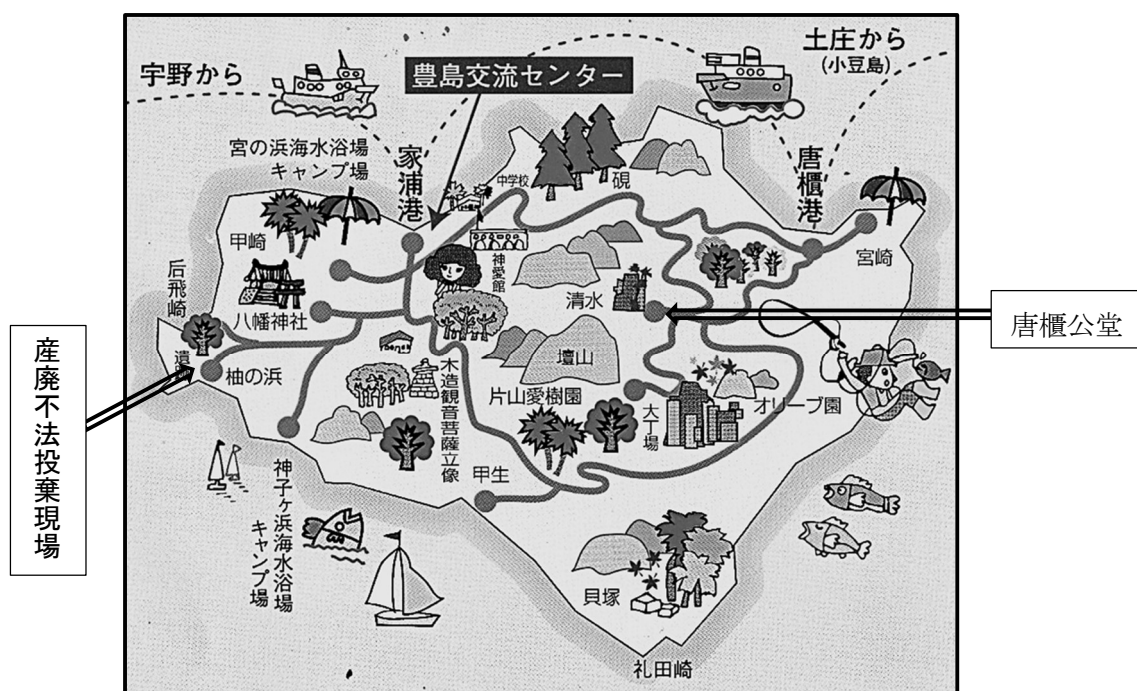 宇野から
豊島交流センター
土庄から
(小豆島)
宮の浜海水浴場
キャンプ場
家浦港
中学校
硯
唐櫃港
甲崎
神愛館
宮崎
后飛崎
八幡神社
清水
唐櫃公堂
産廃不法投棄現場
柚の浜
壇山
木造観音菩薩立像
片山愛樹園
大丁場
オリーブ園
甲生
神子ヶ浜海水浴場
キャンプ場
貝塚
礼田崎